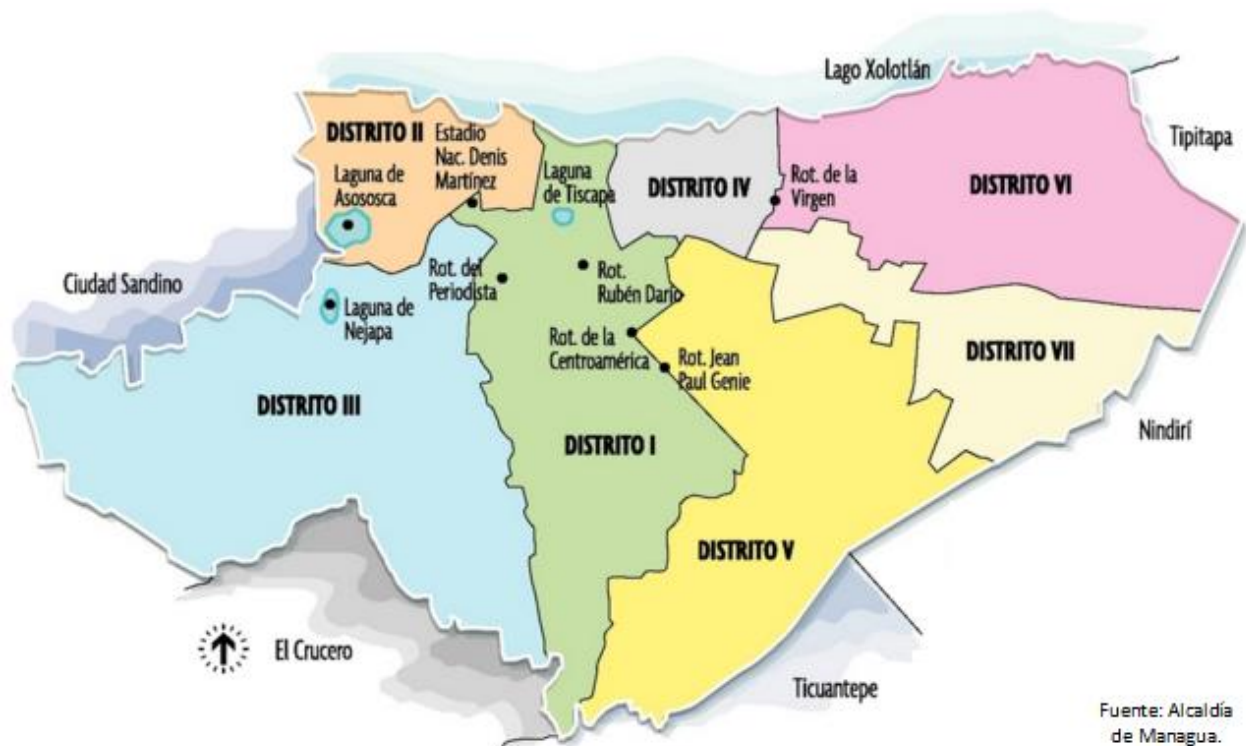 Lago Xolotlán
DISTRITO II
Estadio
Nac. Denis
Martínez
Laguna de
Asososca
Laguna
de Tiscapa
DISTRITO IV
Rot. de la
Virgen
DISTRITO VI
Tipitapa
Ciudad Sandino
Rot. del
Periodista
Rot.
Rubén Darío
Laguna de
Nejapa
Rot. de la
Centroamérica
Rot. Jean
Paul Genie
DISTRITO VII
DISTRITO III
DISTRITO I
Nindirí
DISTRITO V
El Crucero
Ticuantepe
Fuente: Alcaldía
de Managua.